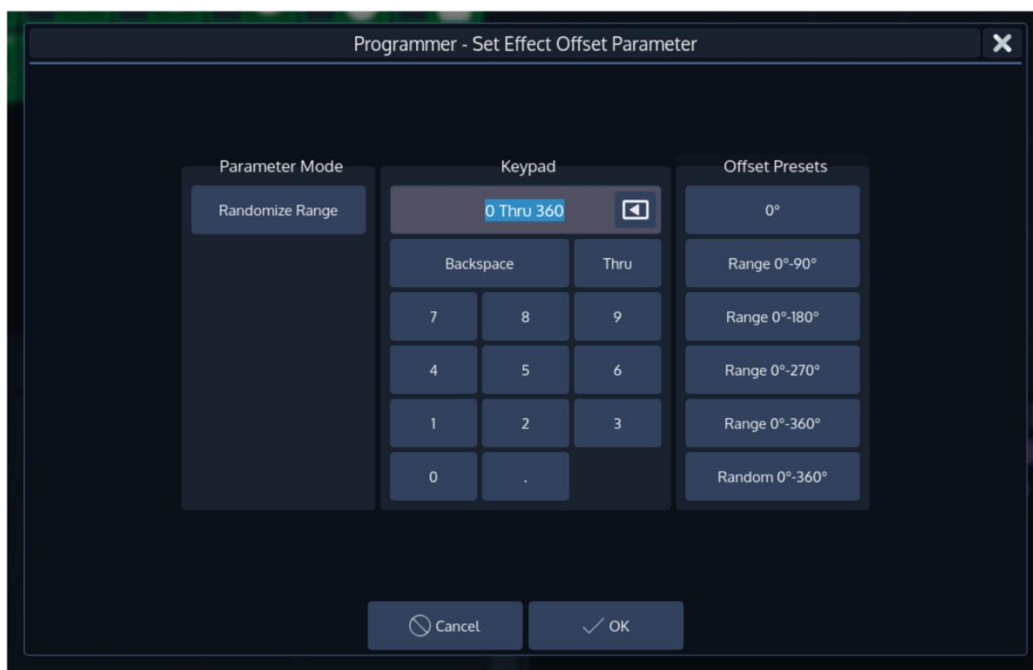 Programmer - Set Effect Offset Parameter
Parameter Mode
Randomize Range
Keypad
0 Thru 360
Backspace
Thru
7
8
9
4
5
6
1
2
3
0
.
Offset Presets
0°
Range 0°-90°
Range 0°-180°
Range 0°-270°
Range 0°-360°
Random 0°-360°
Cancel
OK